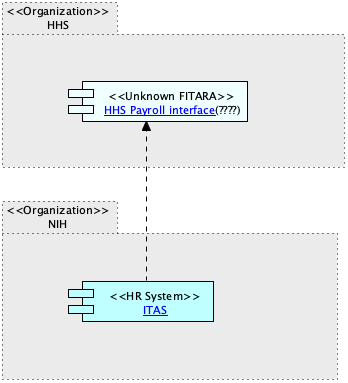 <<Organization>>
HHS
<<Unknown FITARA>>
HHS Payroll interface(????)
<<Organization>>
NIH
<<HR System>>
ITAS